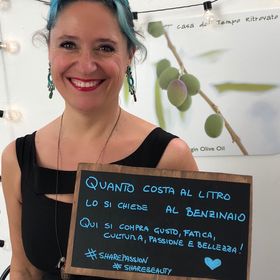 Casa del Tempo Ritrovato
gin Olive Oil
QUANTO COSTA AL LITRO
LO SI CHIEDE AL BENZINAIO
QUI SI COMPRA GUSTO, FATICA,
CULTURA, PASSIONE E BELLEZZA!
#SHAREPASSION
#SHAREBEAUTY